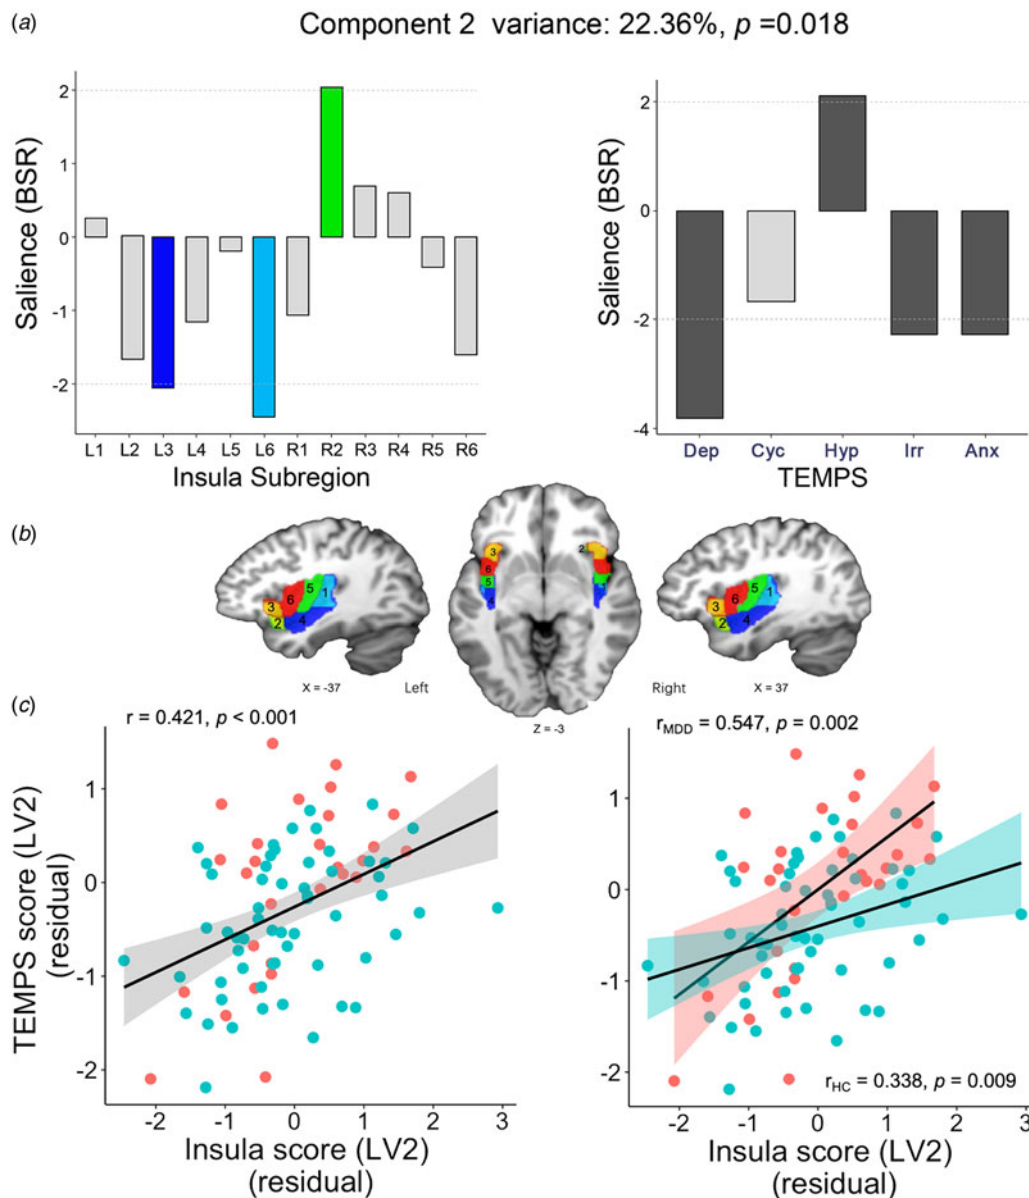 (a)
Component 2 variance: 22.36%, p =0.018
Salience (BSR)
2
1
0
-1
-2
L1 L2 L3 L4 L5 L6 R1 R2 R3 R4 R5 R6
Insula Subregion
Salience (BSR)
2
0
-2
-4
Dep Cyc Hyp Irr Anx
TEMPS
(b)
3 6 5 1 2 4
X = -37
Left
3 6 5 4 2
Z = -3
Right
3 6 5 1 2 4
X = 37
(c)
r = 0.421, p < 0.001
TEMPS score (LV2)
(residual)
1
0
-1
-2
-2 -1 0 1 2 3
Insula score (LV2)
(residual)
rMDD = 0.547, p = 0.002
1
0
-1
-2
rHC = 0.338, p = 0.009
-2 -1 0 1 2 3
Insula score (LV2)
(residual)